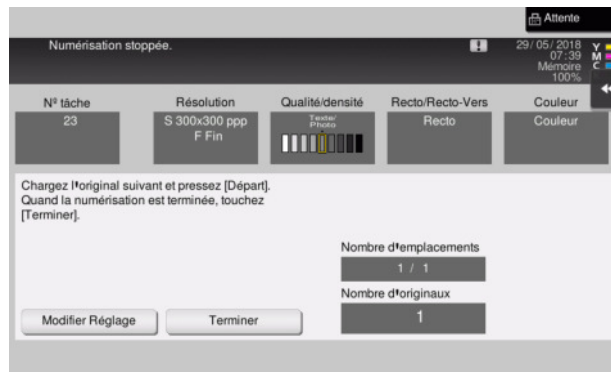 Attente
Numérisation stoppée.
29/05/2018
07:39
Mémoire
100%
Y
M
C
Nº tâche
Résolution
Qualité/densité
Recto/Recto-Vers
Couleur
23
S 300x300 ppp
F Fin
Texte/
Photo
Recto
Couleur
Chargez l'original suivant et pressez [Départ].
Quand la numérisation est terminée, touchez
[Terminer].
Nombre d'emplacements
1 / 1
Nombre d'originaux
1
Modifier Réglage
Terminer